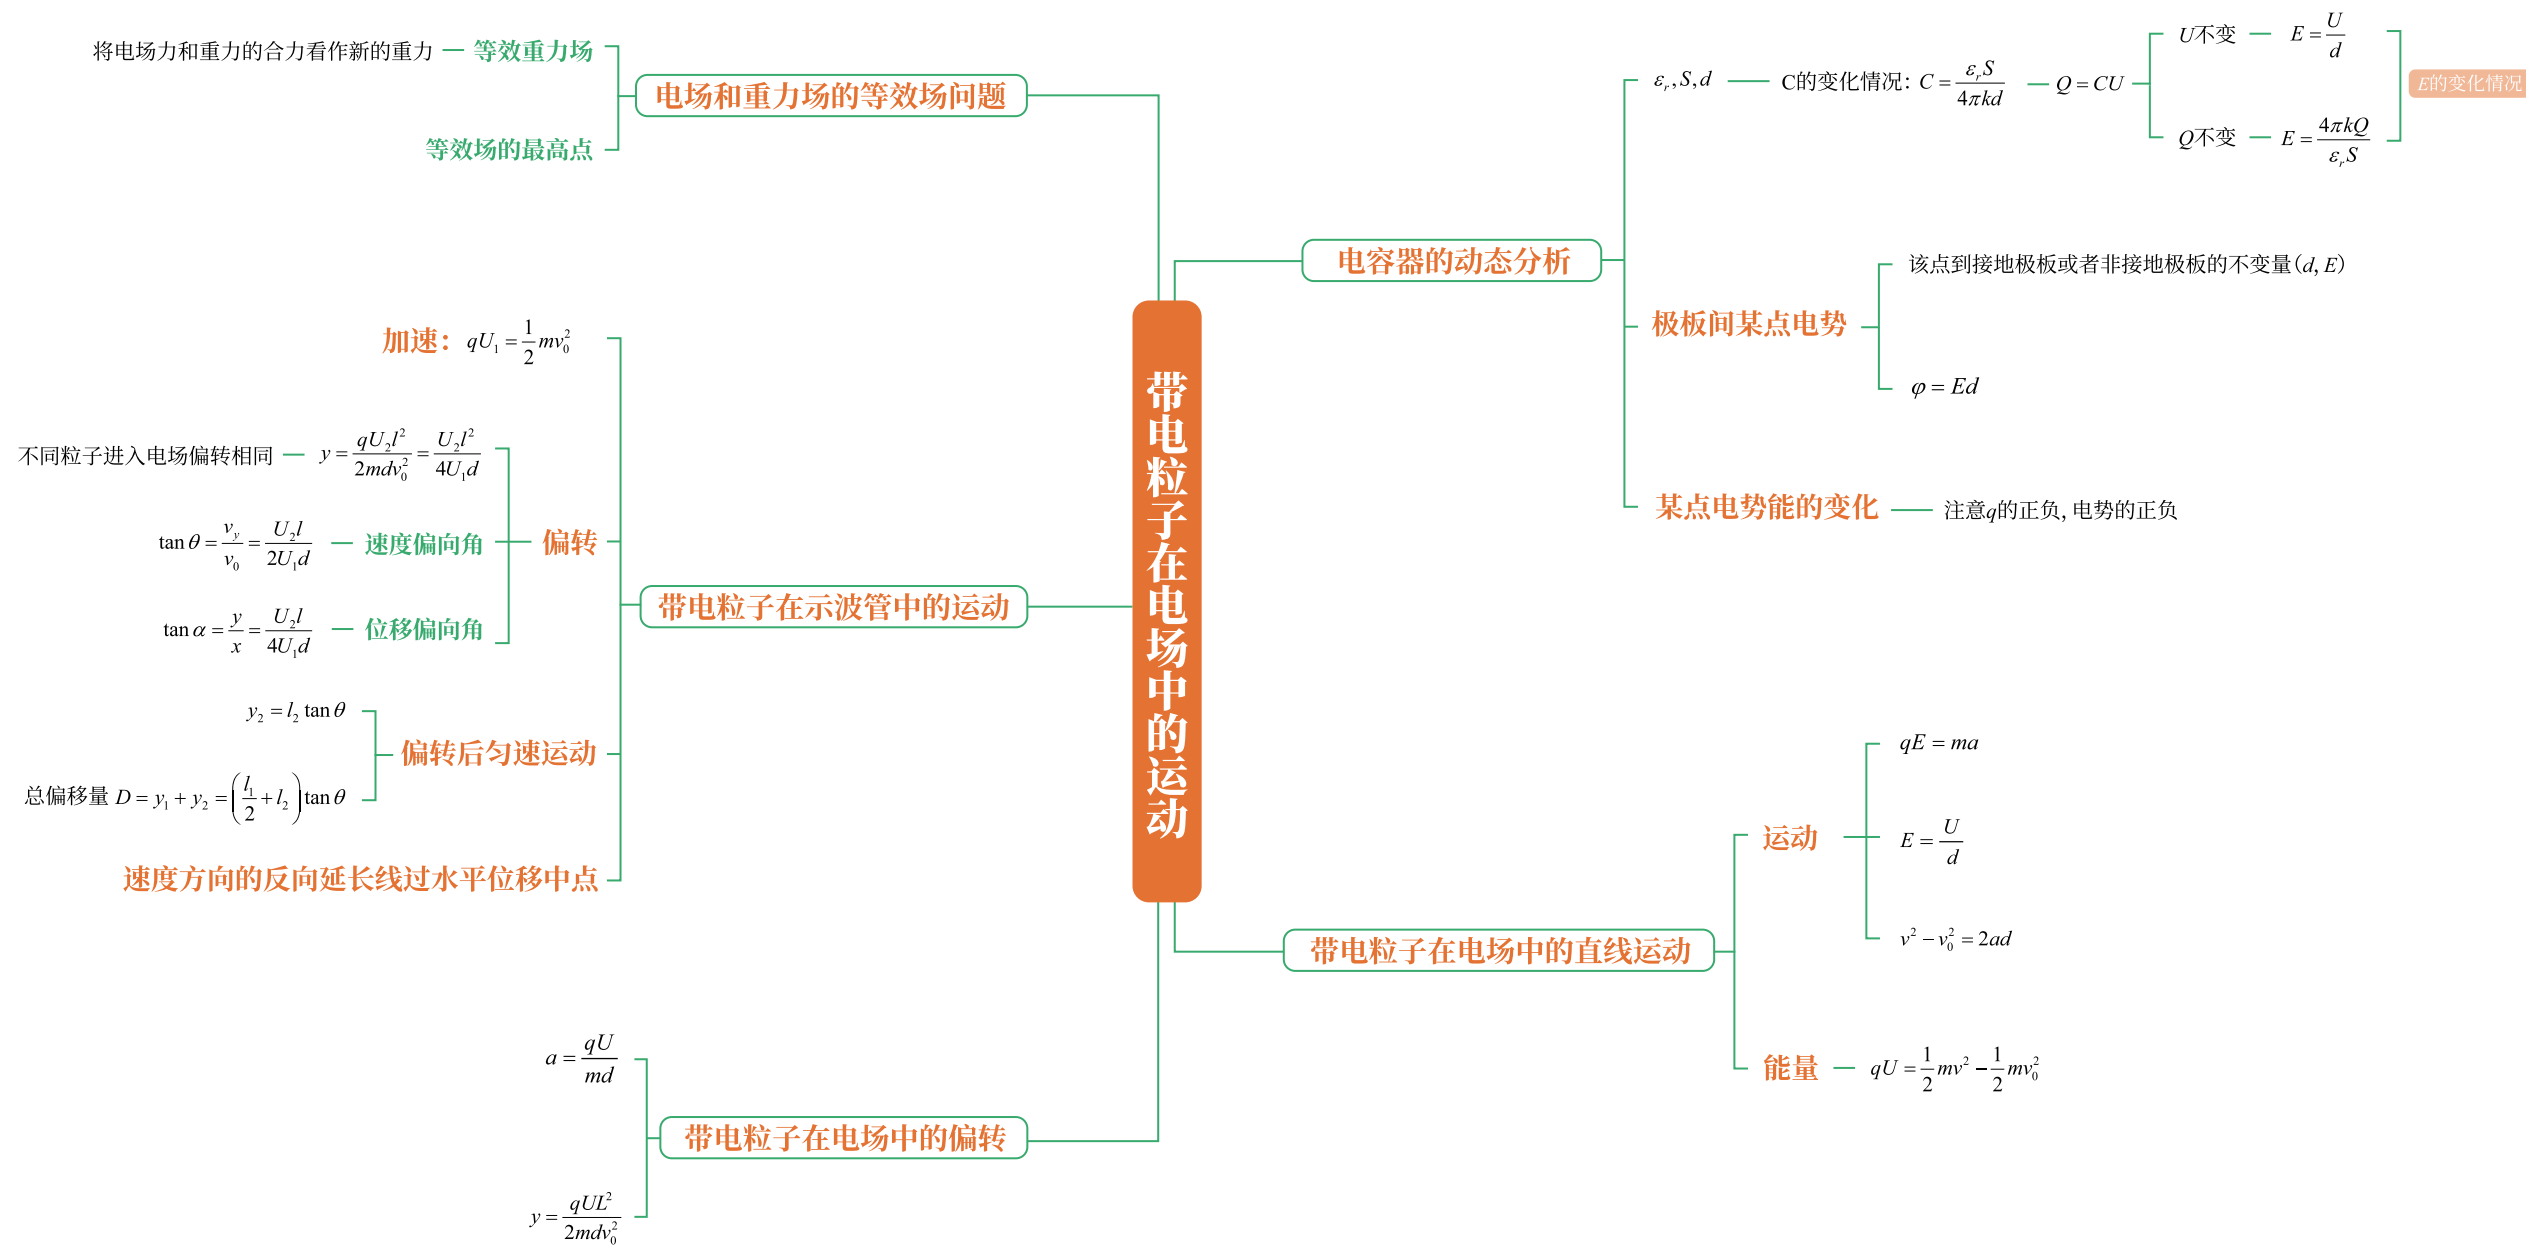 带电粒子在电场中的运动
电场和重力场的等效场问题
等效重力场
将电场力和重力的合力看作新的重力
等效场的最高点
带电粒子在示波管中的运动
加速： qU₁ = 1/2 mv₀²
偏转
y = qU₂l²/2mdv₀² = U₂l²/4U₁d
不同粒子进入电场偏转相同
速度偏向角
tan θ = v_y/v₀ = U₂l/2U₁d
位移偏向角
tan α = y/x = U₂l/4U₁d
偏转后匀速运动
y₂ = l₂ tan θ
总偏移量 D = y₁ + y₂ = (l₁/2 + l₂) tan θ
速度方向的反向延长线过水平位移中点
带电粒子在电场中的偏转
a = qU/md
y = qUL²/2mdv₀²
电容器的动态分析
ε_r, S, d
C的变化情况： C = ε_rS/4πkd
Q = CU
U不变
E = U/d
Q不变
E = 4πkQ/ε_rS
E的变化情况
极板间某点电势
该点到接地极板或者非接地极板的不变量(d, E)
φ = Ed
某点电势能的变化
注意q的正负, 电势的正负
带电粒子在电场中的直线运动
运动
qE = ma
E = U/d
v² − v₀² = 2ad
能量
qU = 1/2 mv² − 1/2 mv₀²